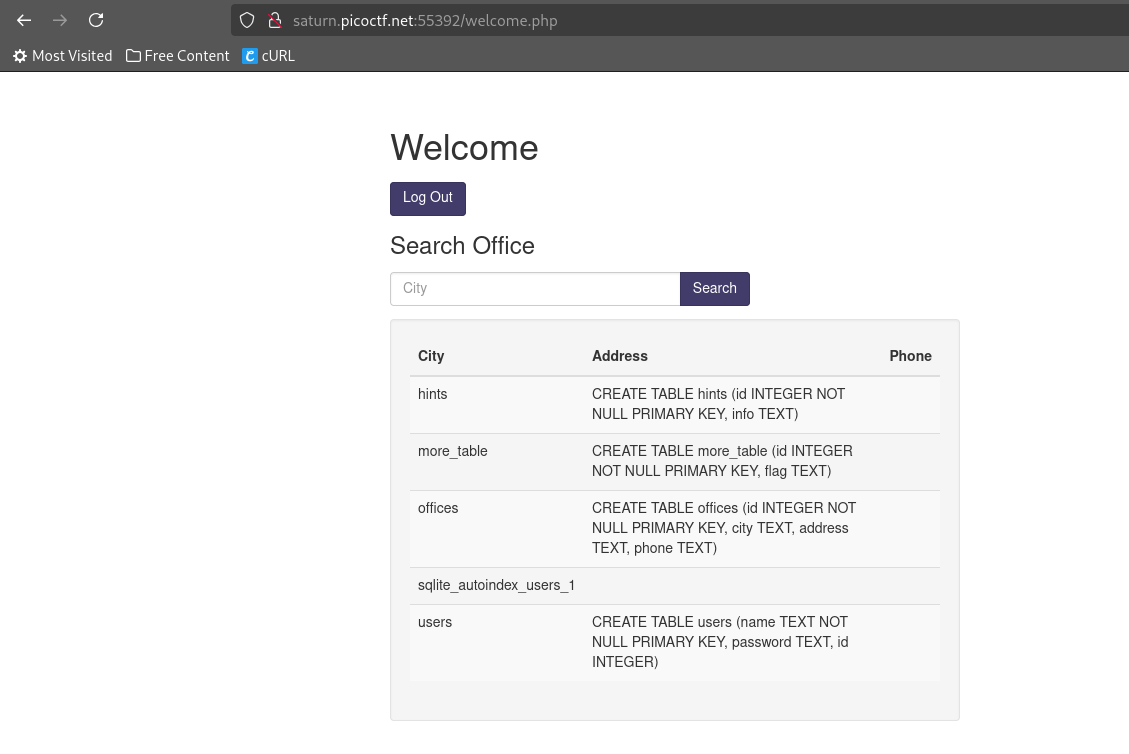 saturn.picoctf.net:55392/welcome.php
Most Visited Free Content cURL
Welcome
Log Out
Search Office
City Search
City Address Phone
hints CREATE TABLE hints (id INTEGER NOT
NULL PRIMARY KEY, info TEXT)
more_table CREATE TABLE more_table (id INTEGER
NOT NULL PRIMARY KEY, flag TEXT)
offices CREATE TABLE offices (id INTEGER NOT
NULL PRIMARY KEY, city TEXT, address
TEXT, phone TEXT)
sqlite_autoindex_users_1
users CREATE TABLE users (name TEXT NOT
NULL PRIMARY KEY, password TEXT, id
INTEGER)